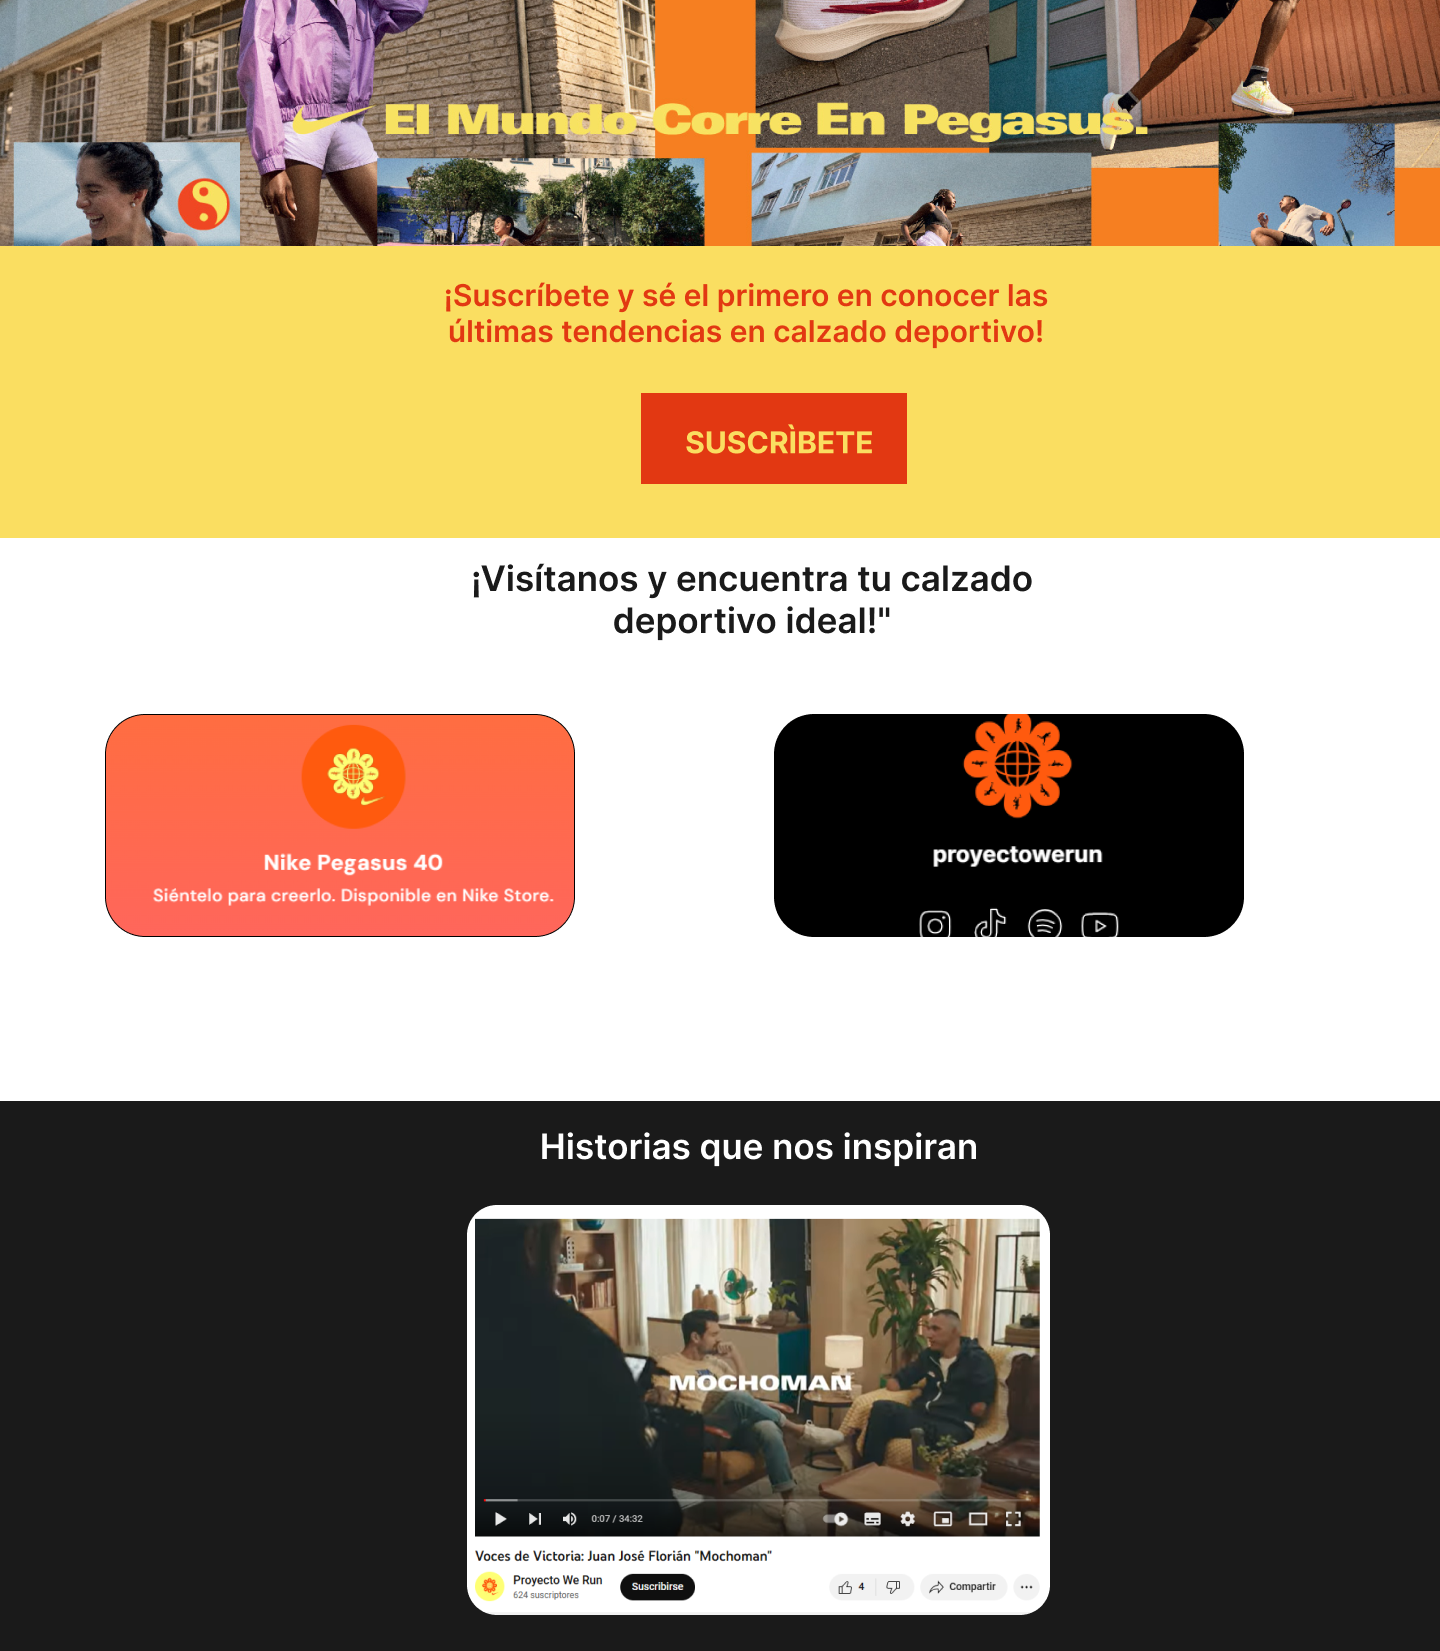 El Mundo Corre En Pegasus.
¡Suscríbete y sé el primero en conocer las
últimas tendencias en calzado deportivo!
SUSCRÌBETE
¡Visítanos y encuentra tu calzado
deportivo ideal!"
Nike Pegasus 40
Siéntelo para creerlo. Disponible en Nike Store.
proyectowerun
Historias que nos inspiran
MOCHOMAN
0:07 / 34:32
Voces de Victoria: Juan José Florián "Mochoman"
Proyecto We Run
624 suscriptores
Suscribirse
4
Compartir